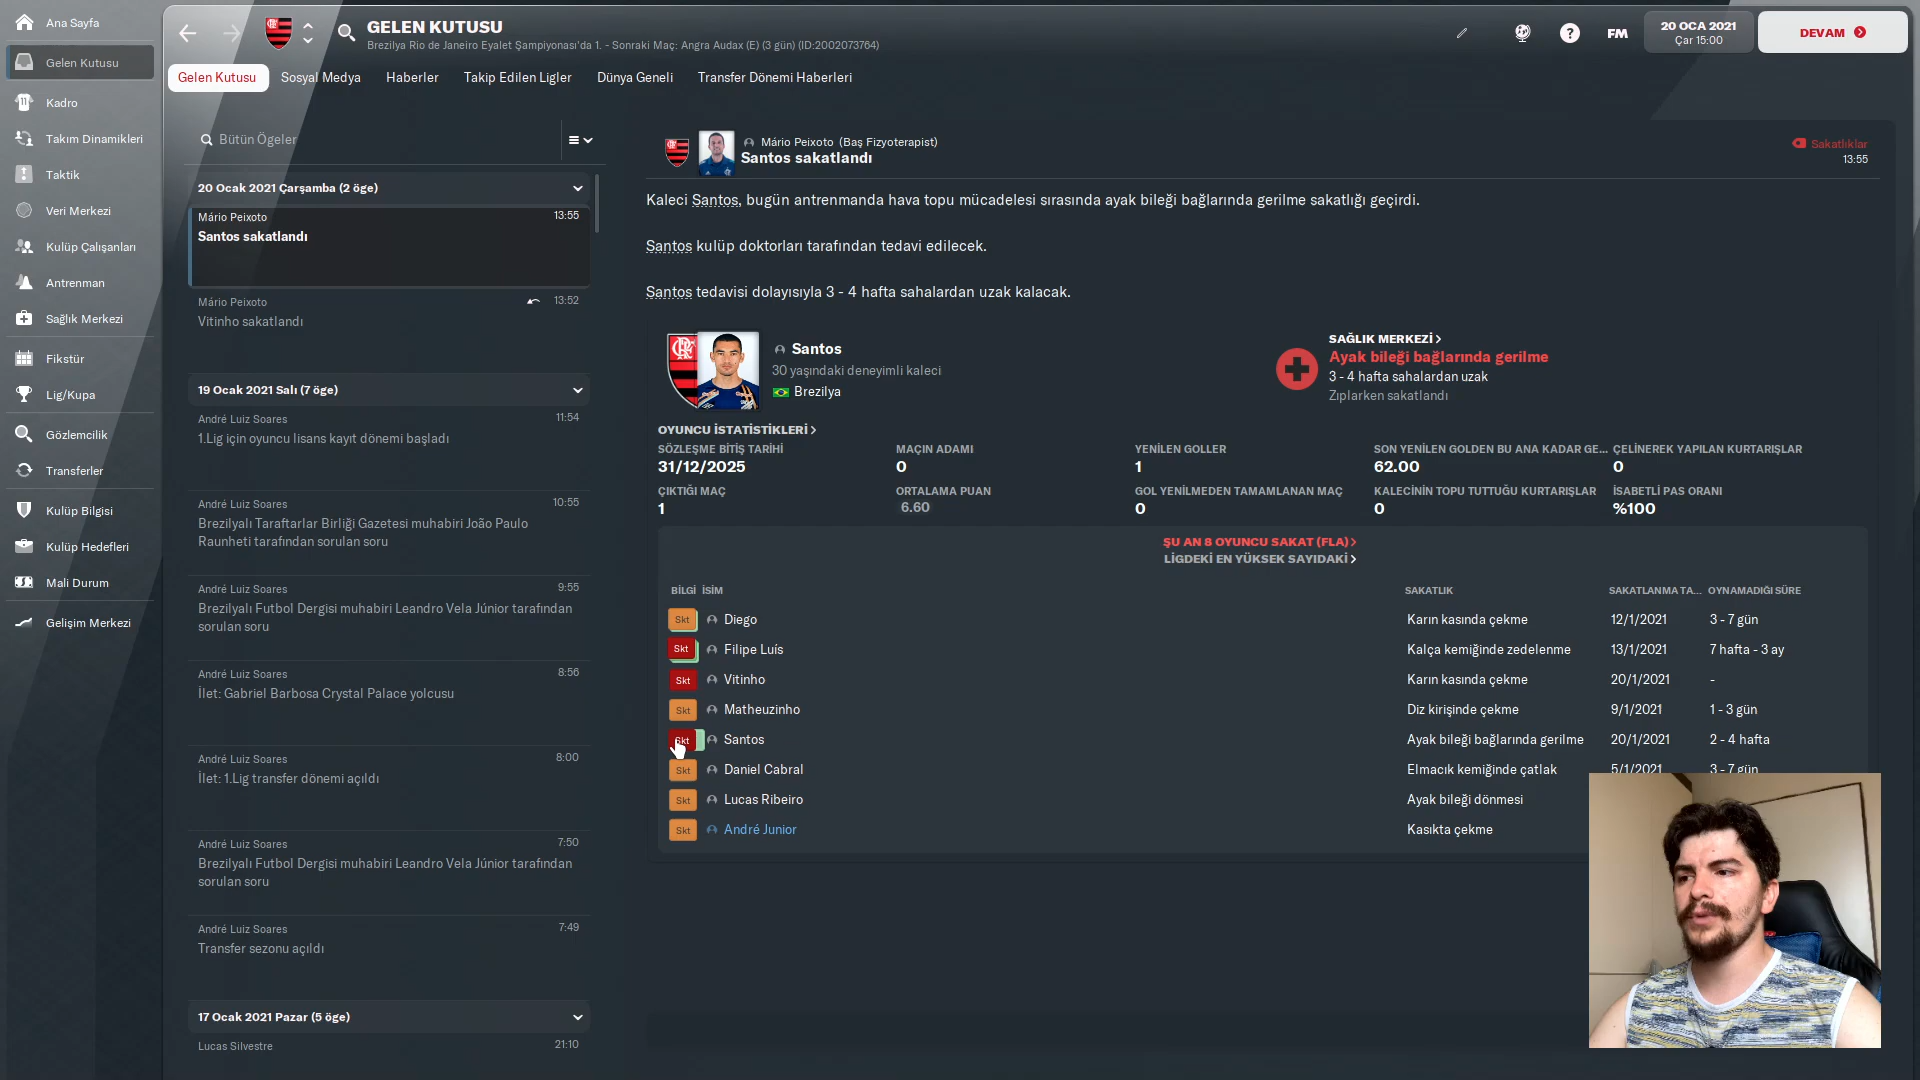 Ana Sayfa
Gelen Kutusu
Kadro
Takım Dinamikleri
Taktik
Veri Merkezi
Kulüp Çalışanları
Antrenman
Sağlık Merkezi
Fikstür
Lig/Kupa
Gözlemcilik
Transferler
Kulüp Bilgisi
Kulüp Hedefleri
Mali Durum
Gelişim Merkezi
GELEN KUTUSU
Brezilya Rio de Janeiro Eyalet Şampiyonası'da 1. - Sonraki Maç: Angra Audax (E) (3 gün) (ID:2002073764)
FM
20 OCA 2021
Çar 15:00
DEVAM
Gelen Kutusu
Sosyal Medya
Haberler
Takip Edilen Ligler
Dünya Geneli
Transfer Dönemi Haberleri
Bütün Ögeler
20 Ocak 2021 Çarşamba (2 öge)
Mário Peixoto 13:55
Santos sakatlandı
Mário Peixoto 13:52
Vitinho sakatlandı
19 Ocak 2021 Salı (7 öge)
André Luiz Soares 11:54
1.Lig için oyuncu lisans kayıt dönemi başladı
André Luiz Soares 10:55
Brezilyalı Taraftarlar Birliği Gazetesi muhabiri João Paulo
Raunheti tarafından sorulan soru
André Luiz Soares 9:55
Brezilyalı Futbol Dergisi muhabiri Leandro Vela Júnior tarafından
sorulan soru
André Luiz Soares 8:56
İlet: Gabriel Barbosa Crystal Palace yolcusu
André Luiz Soares 8:00
İlet: 1.Lig transfer dönemi açıldı
André Luiz Soares 7:50
Brezilyalı Futbol Dergisi muhabiri Leandro Vela Júnior tarafından
sorulan soru
André Luiz Soares 7:49
Transfer sezonu açıldı
17 Ocak 2021 Pazar (5 öge)
Lucas Silvestre 21:10
Mário Peixoto (Baş Fizyoterapist)
Santos sakatlandı
Sakatlıklar
13:55
Kaleci Santos, bugün antrenmanda hava topu mücadelesi sırasında ayak bileği bağlarında gerilme sakatlığı geçirdi.
Santos kulüp doktorları tarafından tedavi edilecek.
Santos tedavisi dolayısıyla 3 - 4 hafta sahalardan uzak kalacak.
Santos
30 yaşındaki deneyimli kaleci
Brezilya
SAĞLIK MERKEZİ
Ayak bileği bağlarında gerilme
3 - 4 hafta sahalardan uzak
Zıplarken sakatlandı
OYUNCU İSTATİSTİKLERİ
SÖZLEŞME BİTİŞ TARİHİ MAÇIN ADAMI YENİLEN GOLLER SON YENİLEN GOLDEN BU ANA KADAR GE... ÇELİNEREK YAPILAN KURTARIŞLAR
31/12/2025 0 1 62.00 0
ÇIKTIĞI MAÇ ORTALAMA PUAN GOL YENİLMEDEN TAMAMLANAN MAÇ KALECİNİN TOPU TUTTUĞU KURTARIŞLAR İSABETLİ PAS ORANI
1 6.60 0 0 %100
ŞU AN 8 OYUNCU SAKAT (FLA)
LİGDEKİ EN YÜKSEK SAYIDAKİ
BİLGİ İSİM SAKATLIK SAKATLANMA TA... OYNAMADIĞI SÜRE
Skt Diego Karın kasında çekme 12/1/2021 3 - 7 gün
Skt Filipe Luís Kalça kemiğinde zedelenme 13/1/2021 7 hafta - 3 ay
Skt Vitinho Karın kasında çekme 20/1/2021 -
Skt Matheuzinho Diz kirişinde çekme 9/1/2021 1 - 3 gün
Skt Santos Ayak bileği bağlarında gerilme 20/1/2021 2 - 4 hafta
Skt Daniel Cabral Elmacık kemiğinde çatlak 5/1/2021 3 - 7 gün
Skt Lucas Ribeiro Ayak bileği dönmesi
Skt André Junior Kasıkta çekme